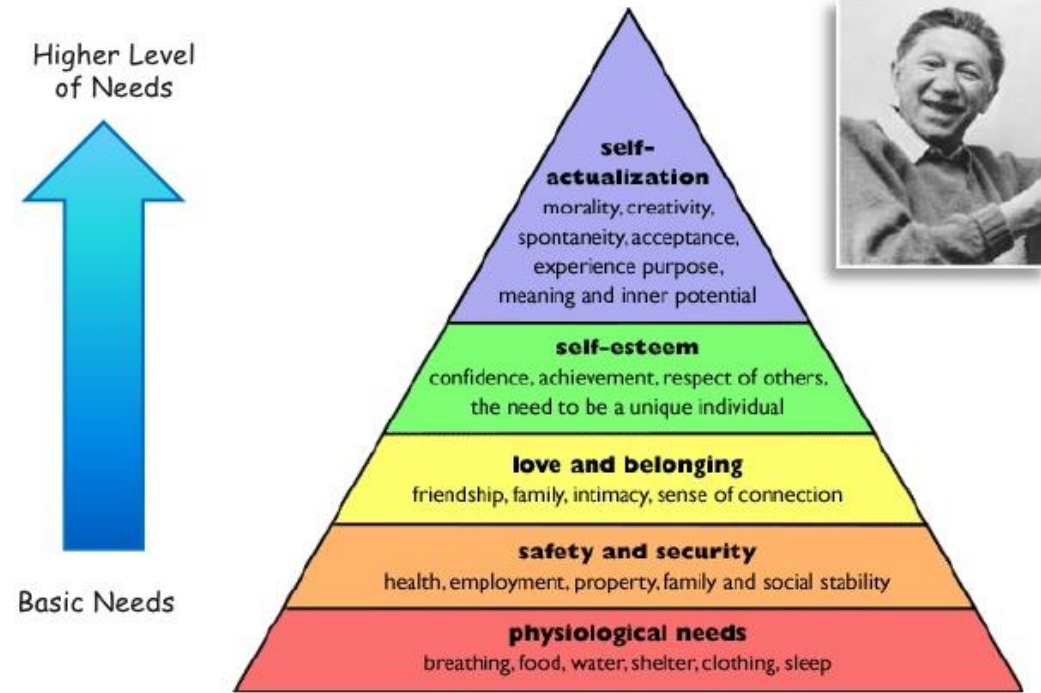 Higher Level
of Needs
Basic Needs
self-
actualization
morality, creativity,
spontaneity, acceptance,
experience purpose,
meaning and inner potential
self-esteem
confidence, achievement, respect of others,
the need to be a unique individual
love and belonging
friendship, family, intimacy, sense of connection
safety and security
health, employment, property, family and social stability
physiological needs
breathing, food, water, shelter, clothing, sleep